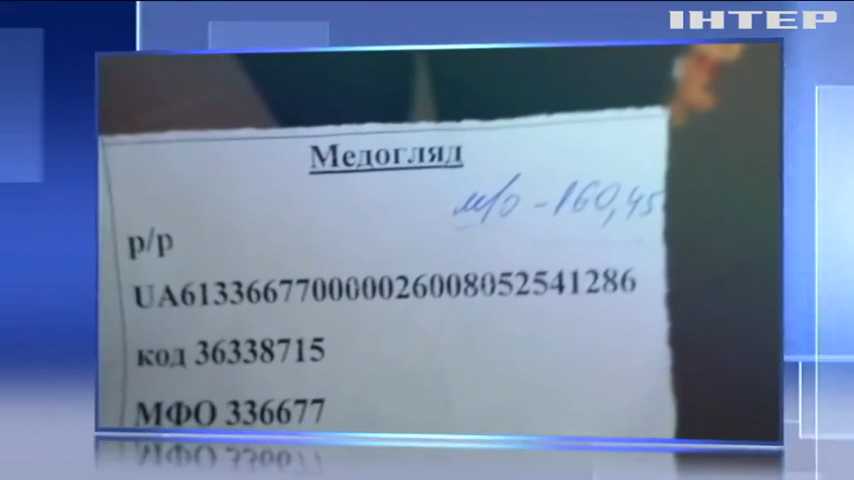 ІНТЕР
Медогляд
м/о - 160,45
р/р
UA613366770000026008052541286
код 36338715
МФО 336677